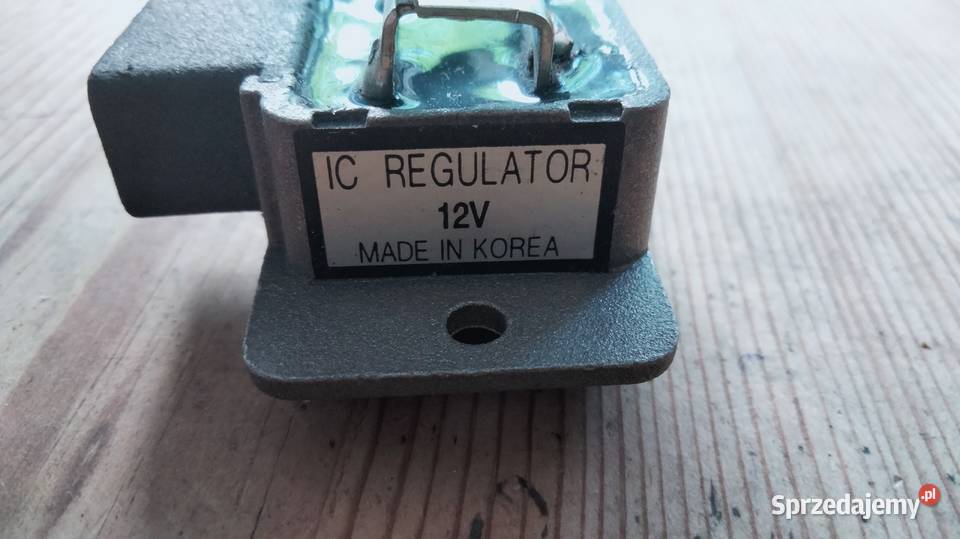 IC REGULATOR
12V
MADE IN KOREA
Sprzedajemy.pl